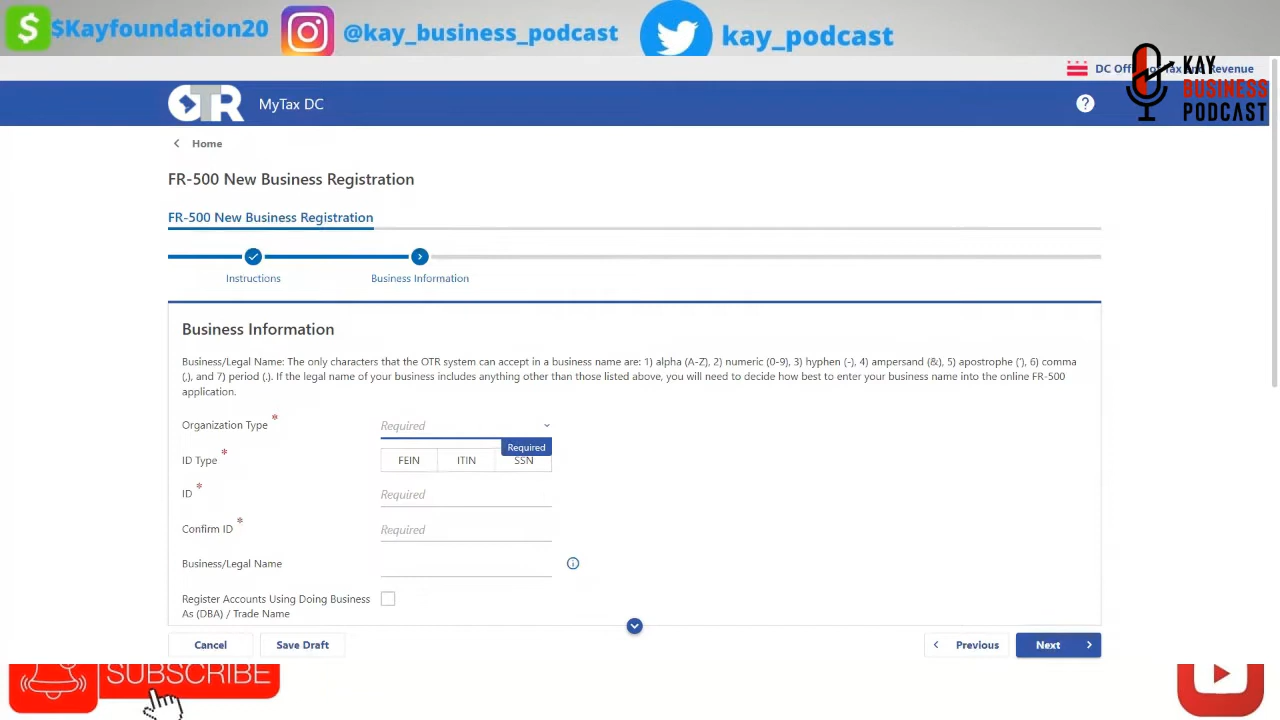 $Kayfoundation20
@kay_business_podcast
kay_podcast
DC Office of Tax and Revenue
KAY
BUSINESS
PODCAST
OTR
MyTax DC
Home
FR-500 New Business Registration
FR-500 New Business Registration
Instructions
Business Information
Business Information
Business/Legal Name: The only characters that the OTR system can accept in a business name are: 1) alpha (A-Z), 2) numeric (0-9), 3) hyphen (-), 4) ampersand (&), 5) apostrophe ('), 6) comma
(,), and 7) period (.). If the legal name of your business includes anything other than those listed above, you will need to decide how best to enter your business name into the online FR-500
application.
Organization Type *
Required
Required
ID Type *
FEIN
ITIN
SSN
ID *
Required
Confirm ID *
Required
Business/Legal Name
Register Accounts Using Doing Business
As (DBA) / Trade Name
Cancel
Save Draft
Previous
Next
SUBSCRIBE